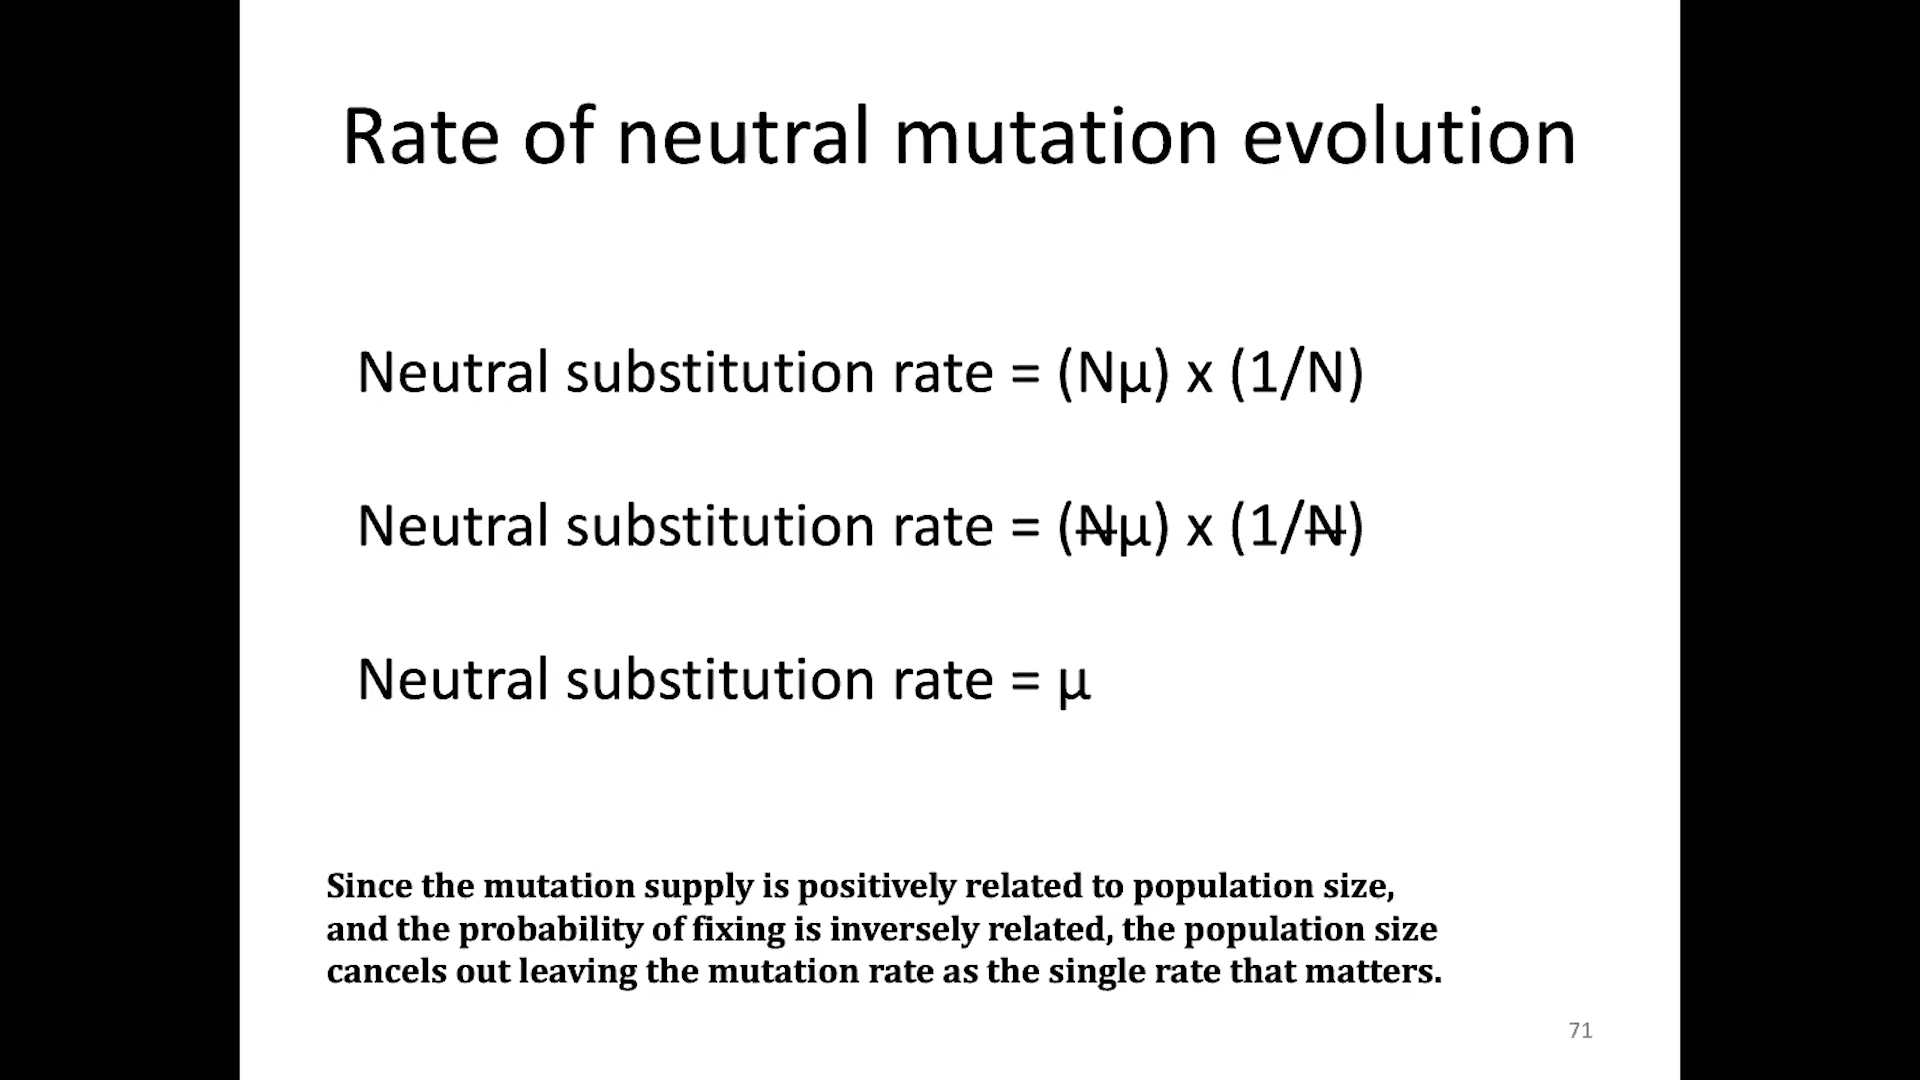 Rate of neutral mutation evolution
Neutral substitution rate = (Nµ) x (1/N)
Neutral substitution rate = (N̶µ) x (1/N̶)
Neutral substitution rate = µ
Since the mutation supply is positively related to population size,
and the probability of fixing is inversely related, the population size
cancels out leaving the mutation rate as the single rate that matters.
71